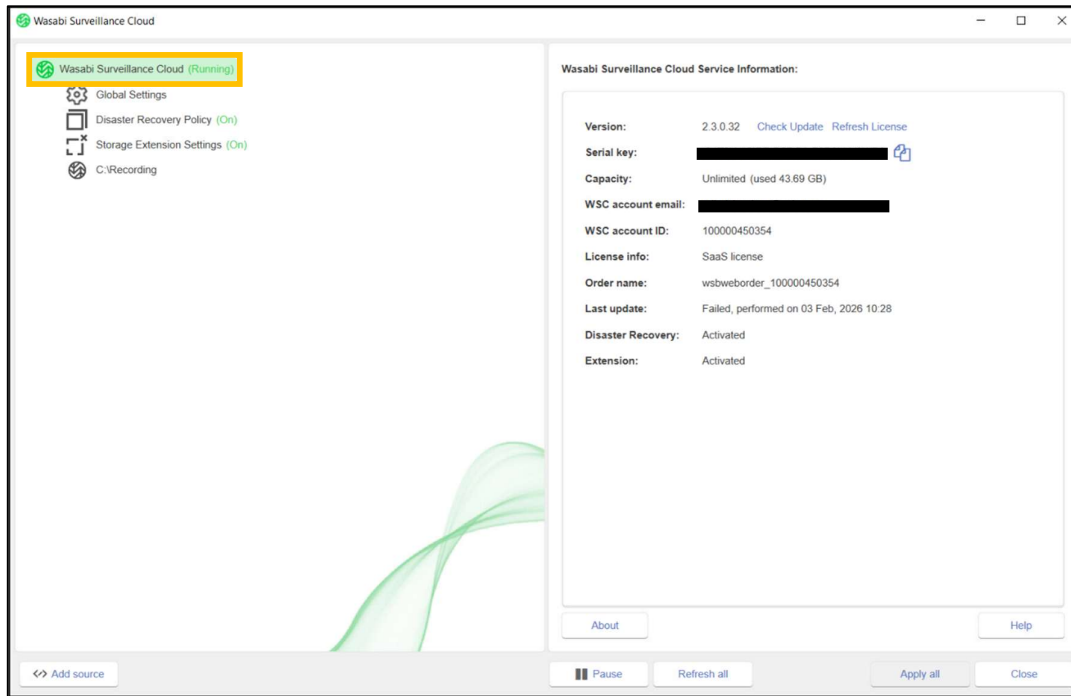 Wasabi Surveillance Cloud
Wasabi Surveillance Cloud (Running)
Global Settings
Disaster Recovery Policy (On)
Storage Extension Settings (On)
C:\Recording
Add source
Wasabi Surveillance Cloud Service Information:
Version: 2.3.0.32 Check Update Refresh License
Serial key:
Capacity: Unlimited (used 43.69 GB)
WSC account email:
WSC account ID: 100000450354
License info: SaaS license
Order name: wsbweborder_100000450354
Last update: Failed, performed on 03 Feb, 2026 10:28
Disaster Recovery: Activated
Extension: Activated
About Help
Pause Refresh all Apply all Close